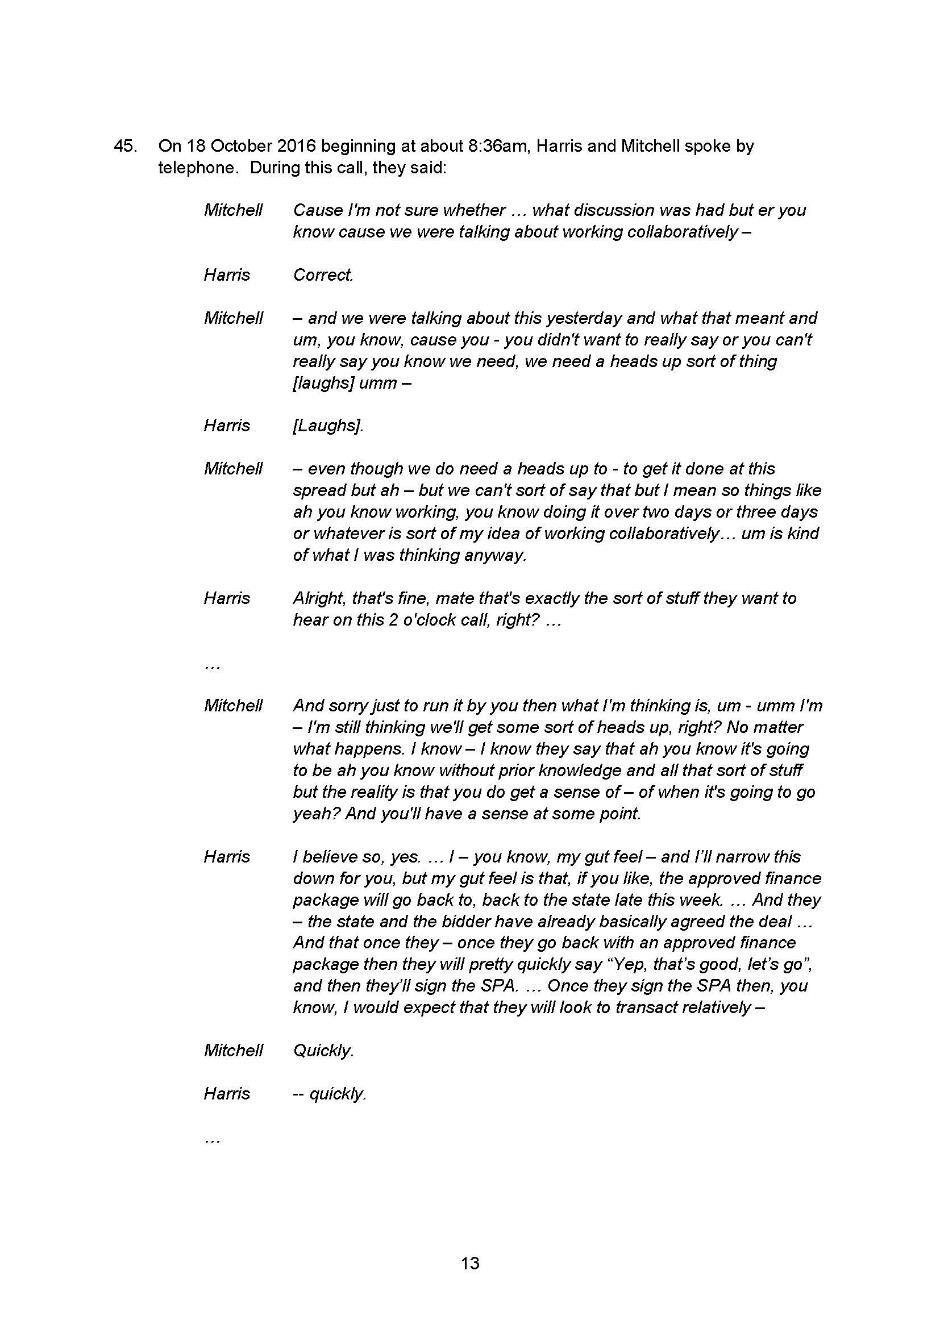 45. On 18 October 2016 beginning at about 8:36am, Harris and Mitchell spoke by
telephone. During this call, they said:
Mitchell Cause I'm not sure whether … what discussion was had but er you
know cause we were talking about working collaboratively –
Harris Correct.
Mitchell – and we were talking about this yesterday and what that meant and
um, you know, cause you - you didn't want to really say or you can't
really say you know we need, we need a heads up sort of thing
[laughs] umm –
Harris [Laughs].
Mitchell – even though we do need a heads up to - to get it done at this
spread but ah – but we can't sort of say that but I mean so things like
ah you know working, you know doing it over two days or three days
or whatever is sort of my idea of working collaboratively… um is kind
of what I was thinking anyway.
Harris Alright, that's fine, mate that's exactly the sort of stuff they want to
hear on this 2 o'clock call, right? …
…
Mitchell And sorry just to run it by you then what I'm thinking is, um - umm I'm
– I'm still thinking we'll get some sort of heads up, right? No matter
what happens. I know – I know they say that ah you know it's going
to be ah you know without prior knowledge and all that sort of stuff
but the reality is that you do get a sense of – of when it's going to go
yeah? And you'll have a sense at some point.
Harris I believe so, yes. … I – you know, my gut feel – and I’ll narrow this
down for you, but my gut feel is that, if you like, the approved finance
package will go back to, back to the state late this week. … And they
– the state and the bidder have already basically agreed the deal …
And that once they – once they go back with an approved finance
package then they will pretty quickly say “Yep, that’s good, let’s go”,
and then they’ll sign the SPA. … Once they sign the SPA then, you
know, I would expect that they will look to transact relatively –
Mitchell Quickly.
Harris -- quickly.
…
13